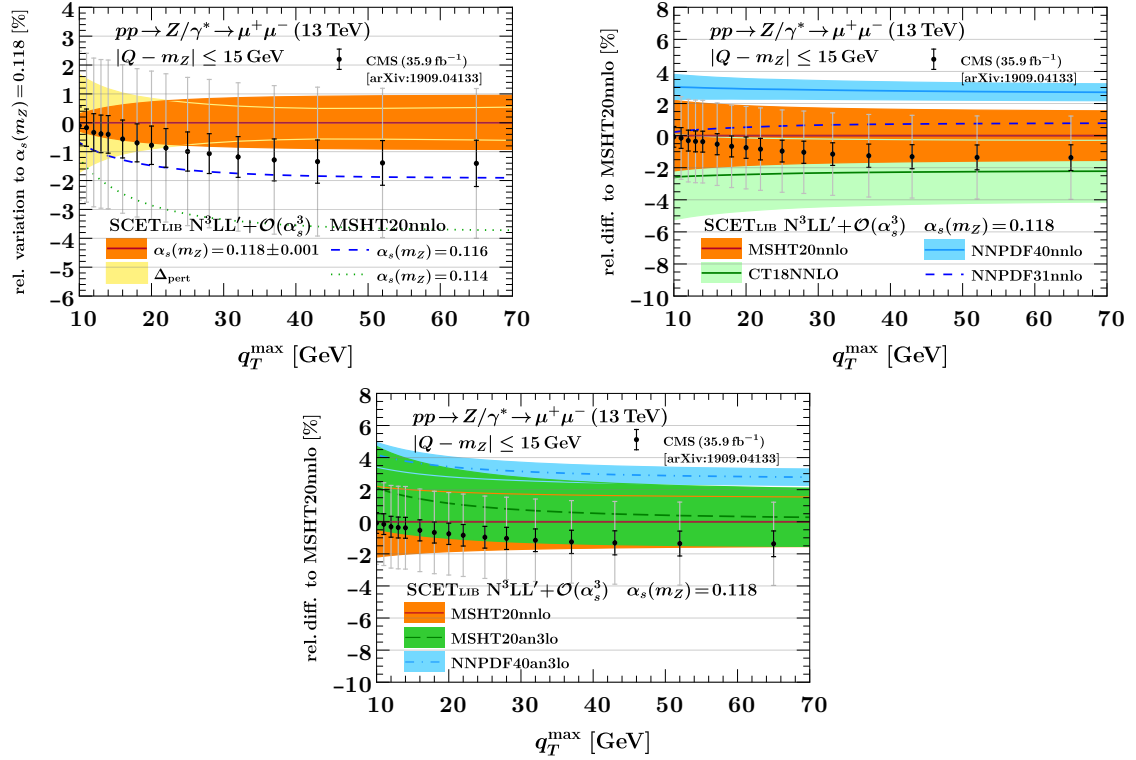 pp → Z/γ* → μ⁺μ⁻ (13 TeV)
|Q − m_Z| ≤ 15 GeV
CMS (35.9 fb⁻¹)
[arXiv:1909.04133]
SCETLIB N³LL′+𝒪(α_s³) MSHT20nnlo
α_s(m_Z)=0.118±0.001
α_s(m_Z)=0.116
Δ_pert
α_s(m_Z)=0.114
rel. variation to α_s(m_Z)=0.118 [%]
4
3
2
1
0
−1
−2
−3
−4
−5
−6
10 20 30 40 50 60 70
q_T^max [GeV]
pp → Z/γ* → μ⁺μ⁻ (13 TeV)
|Q − m_Z| ≤ 15 GeV
CMS (35.9 fb⁻¹)
[arXiv:1909.04133]
SCETLIB N³LL′+𝒪(α_s³) α_s(m_Z)=0.118
MSHT20nnlo
NNPDF40nnlo
CT18NNLO
NNPDF31nnlo
rel. diff. to MSHT20nnlo [%]
8
6
4
2
0
−2
−4
−6
−8
−10
10 20 30 40 50 60 70
q_T^max [GeV]
pp → Z/γ* → μ⁺μ⁻ (13 TeV)
|Q − m_Z| ≤ 15 GeV
CMS (35.9 fb⁻¹)
[arXiv:1909.04133]
SCETLIB N³LL′+𝒪(α_s³) α_s(m_Z)=0.118
MSHT20nnlo
MSHT20an3lo
NNPDF40an3lo
rel. diff. to MSHT20nnlo [%]
8
6
4
2
0
−2
−4
−6
−8
−10
10 20 30 40 50 60 70
q_T^max [GeV]